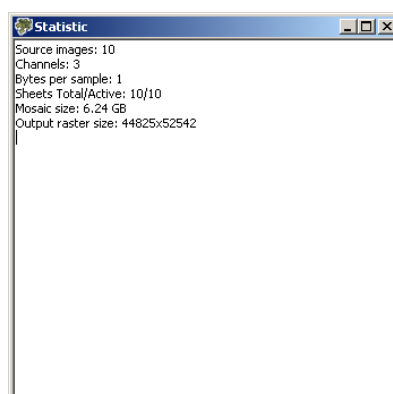 Statistic
Source images: 10
Channels: 3
Bytes per sample: 1
Sheets Total/Active: 10/10
Mosaic size: 6.24 GB
Output raster size: 44825x52542